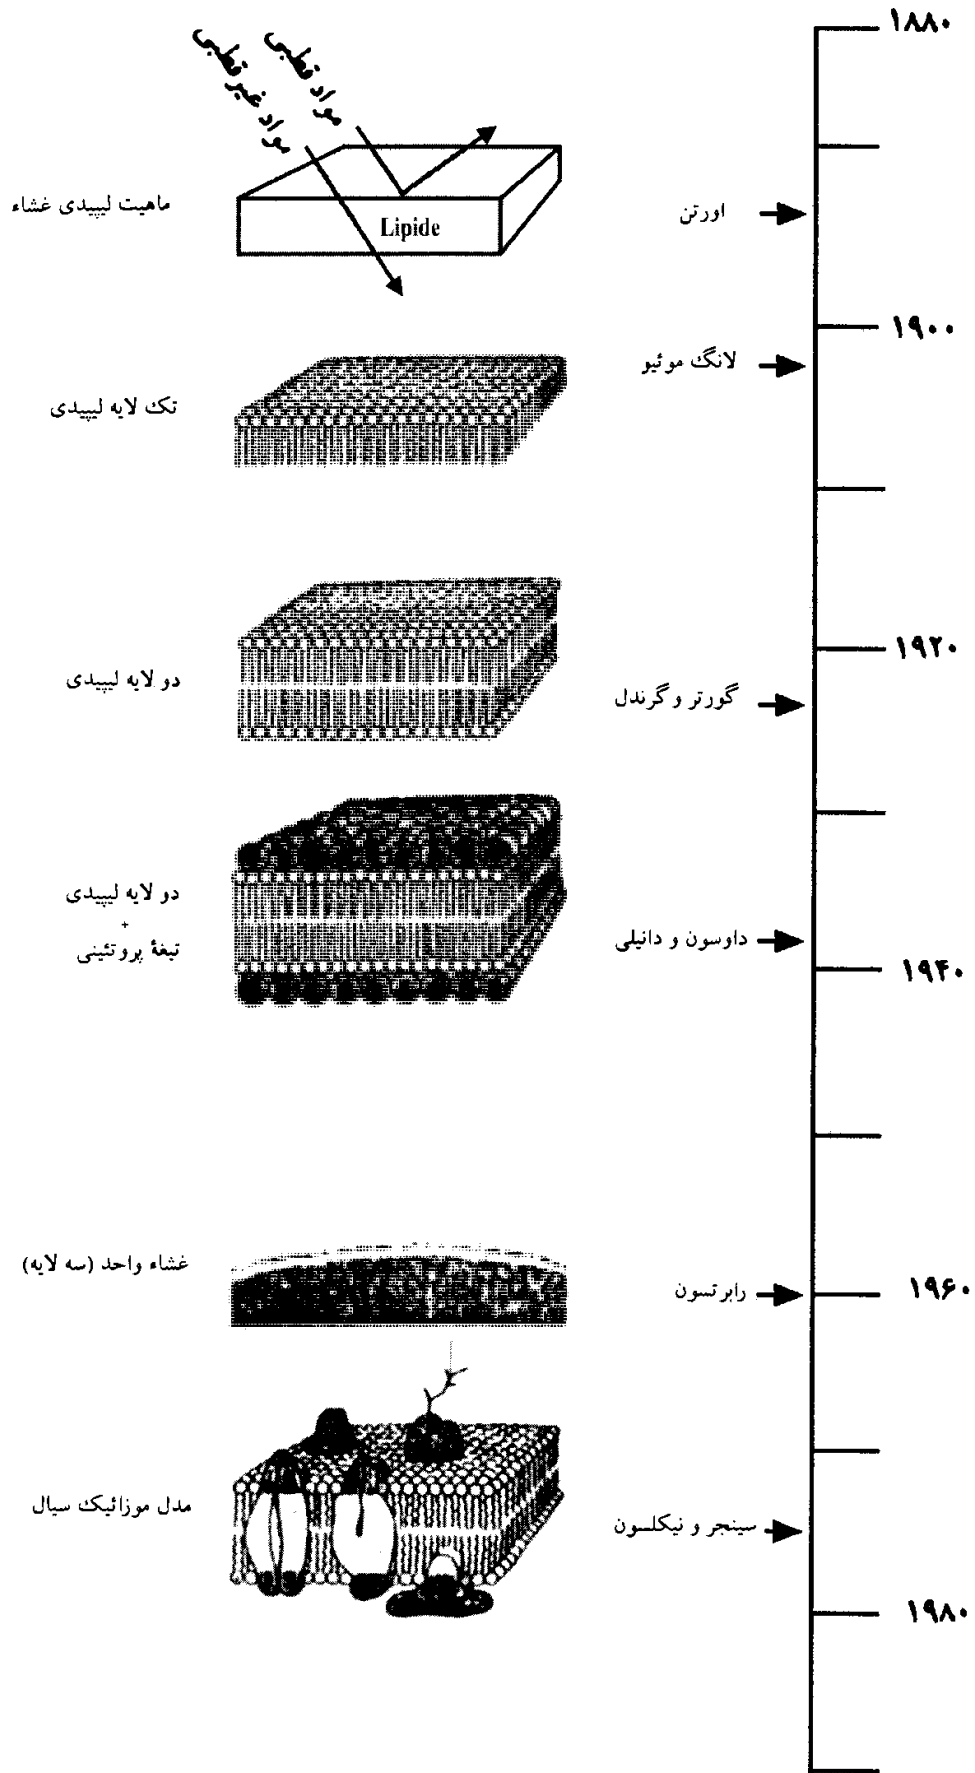 ۱۸۸۰
مواد قطبی
مواد غیرقطبی
Lipide
ماهیت لیپیدی غشاء
اورتن
۱۹۰۰
لانگ موئیو
تک لایه لیپیدی
۱۹۲۰
گورتر و گرندل
دو لایه لیپیدی
دو لایه لیپیدی
+
تیغهٔ پروتئینی
داوسون و دانیلی
۱۹۴۰
غشاء واحد (سه لایه)
رابرتسون
۱۹۶۰
مدل موزائیک سیال
سینجر و نیکلسون
۱۹۸۰